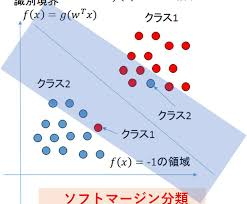 識別境界
f(x) = g(wᵀx)
クラス1
クラス2
クラス2
クラス1
f(x) = -1の領域
ソフトマージン分類